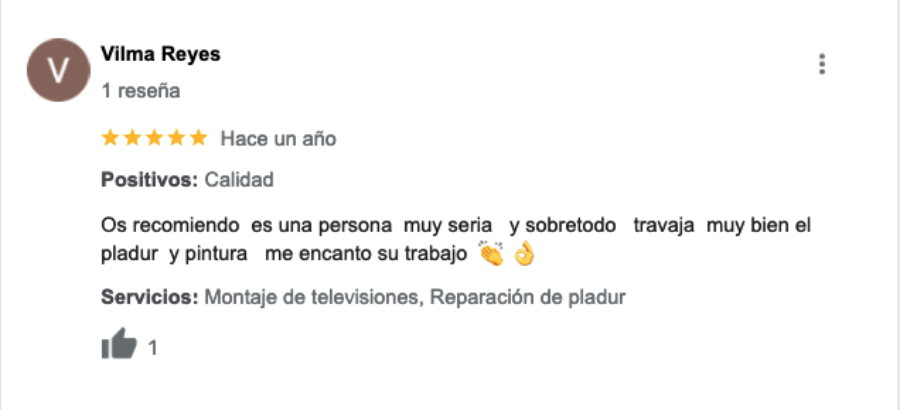 V
Vilma Reyes
1 reseña
★★★★★ Hace un año
Positivos: Calidad
Os recomiendo es una persona muy seria y sobretodo travaja muy bien el
pladur y pintura me encanto su trabajo 👏 👌
Servicios: Montaje de televisiones, Reparación de pladur
1